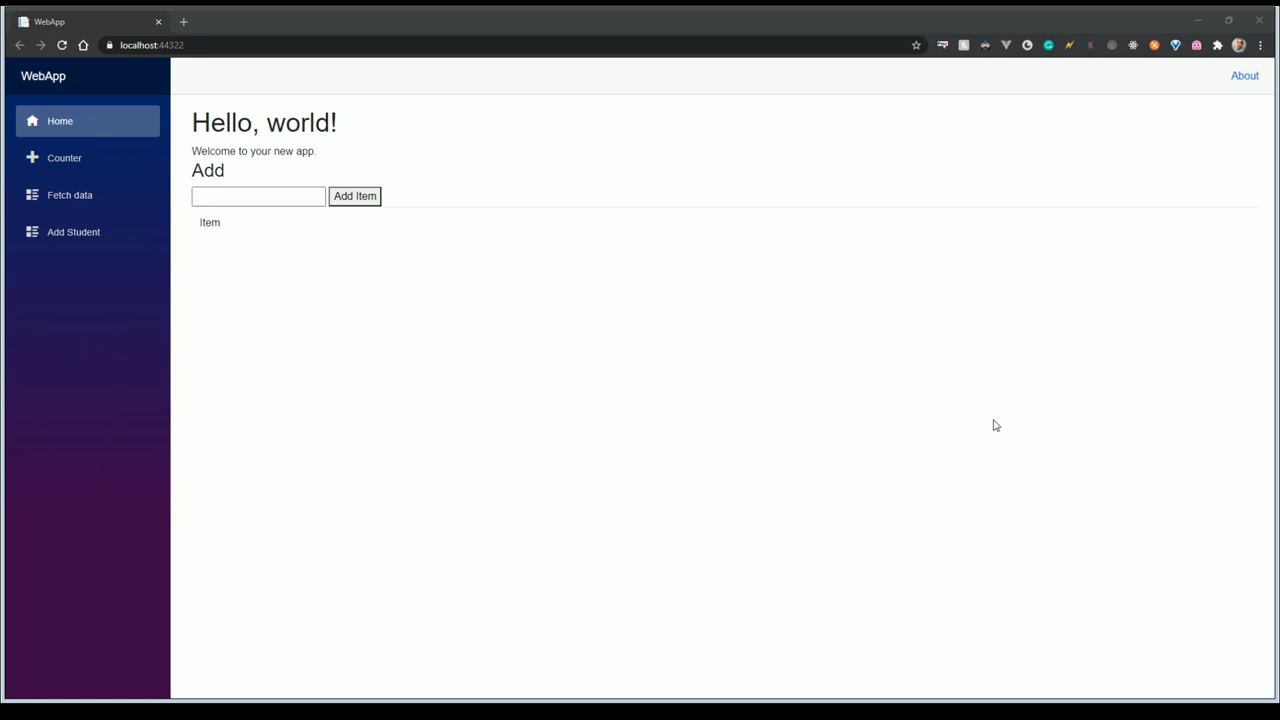 WebApp
localhost:44322
WebApp
About
Home
Counter
Fetch data
Add Student
Hello, world!
Welcome to your new app.
Add
Add Item
Item